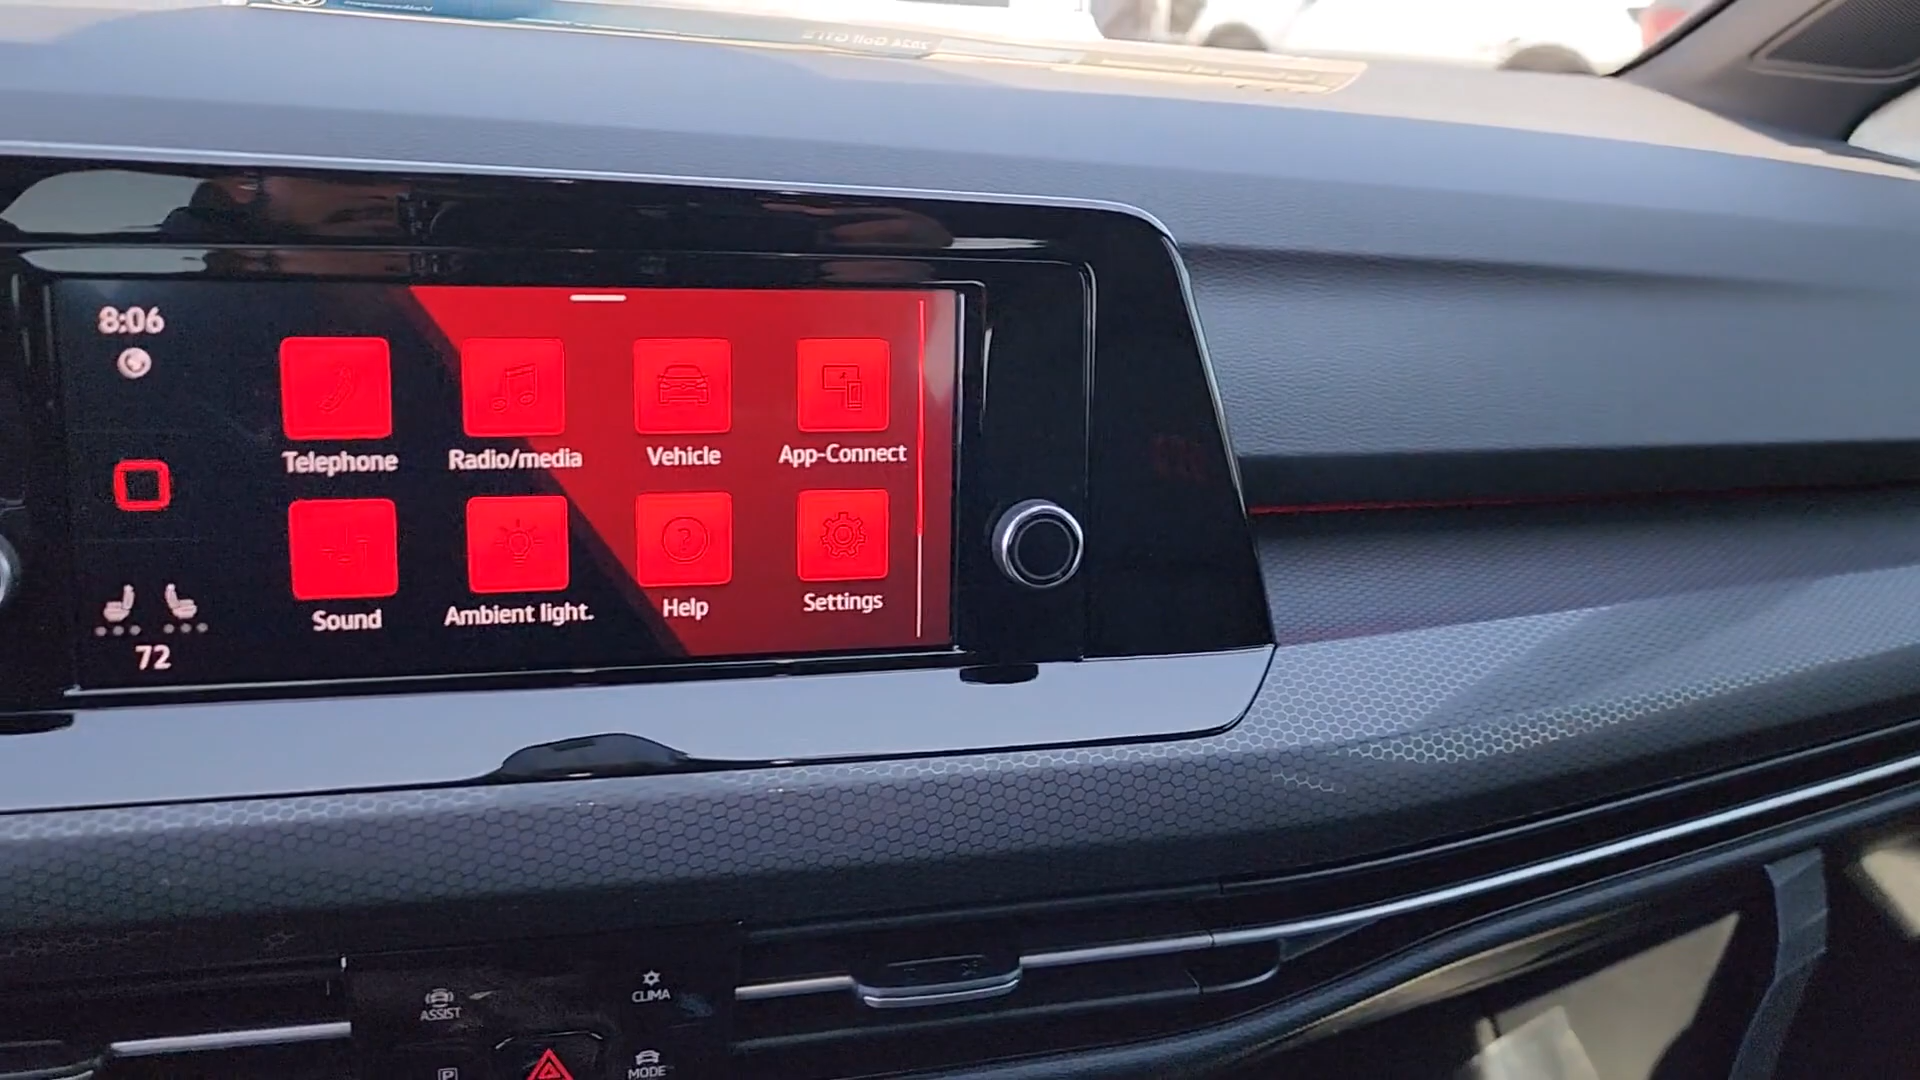 8:06
Telephone
Radio/media
Vehicle
App-Connect
Sound
Ambient light.
Help
Settings
72
ASSIST
CLIMA
P
MODE